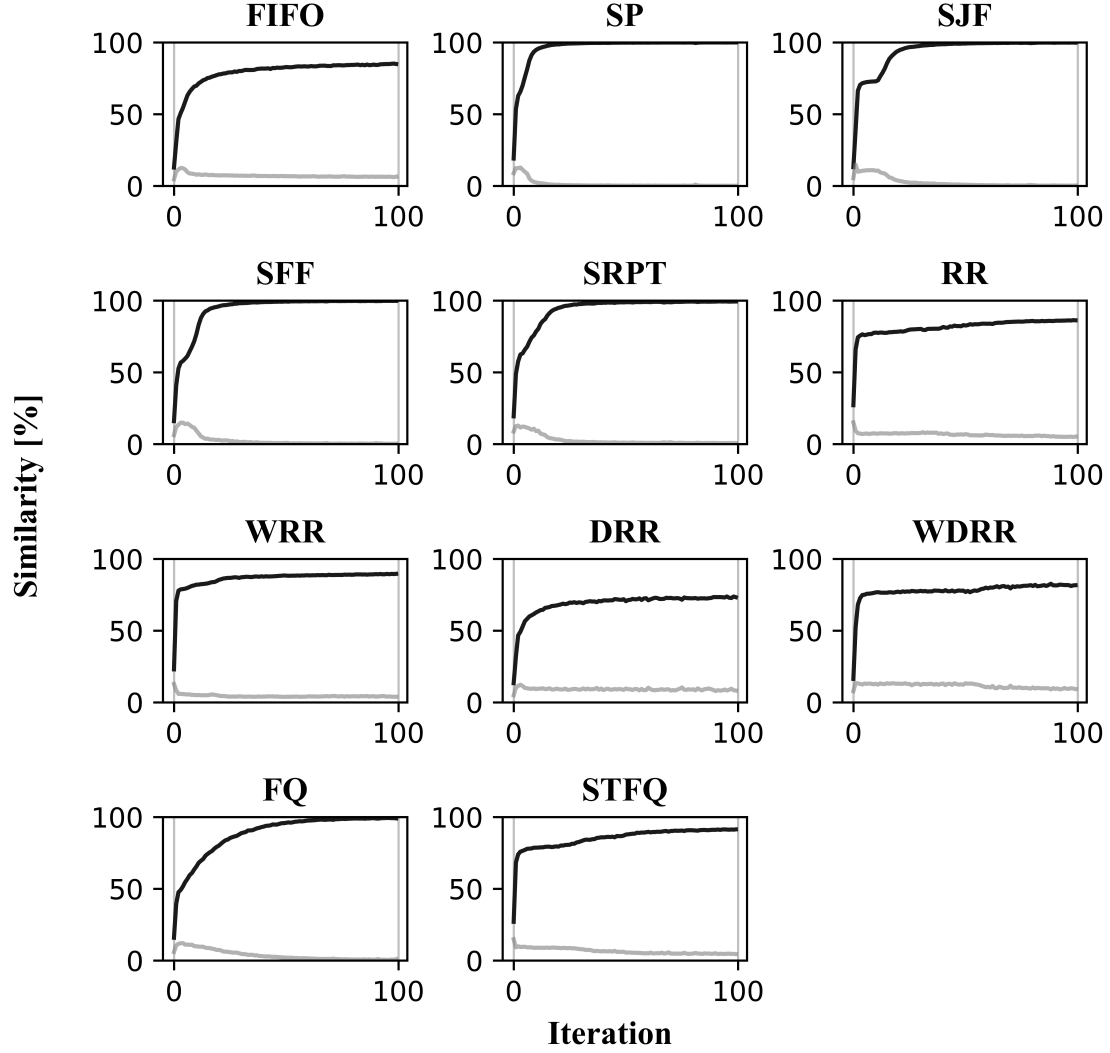 FIFO SP SJF
100 100 100
50 50 50
0 0 0
0 100 0 100 0 100
SFF SRPT RR
100 100 100
50 50 50
0 0 0
0 100 0 100 0 100
Similarity [%]
WRR DRR WDRR
100 100 100
50 50 50
0 0 0
0 100 0 100 0 100
FQ STFQ
100 100
50 50
0 0
0 100 0 100
Iteration